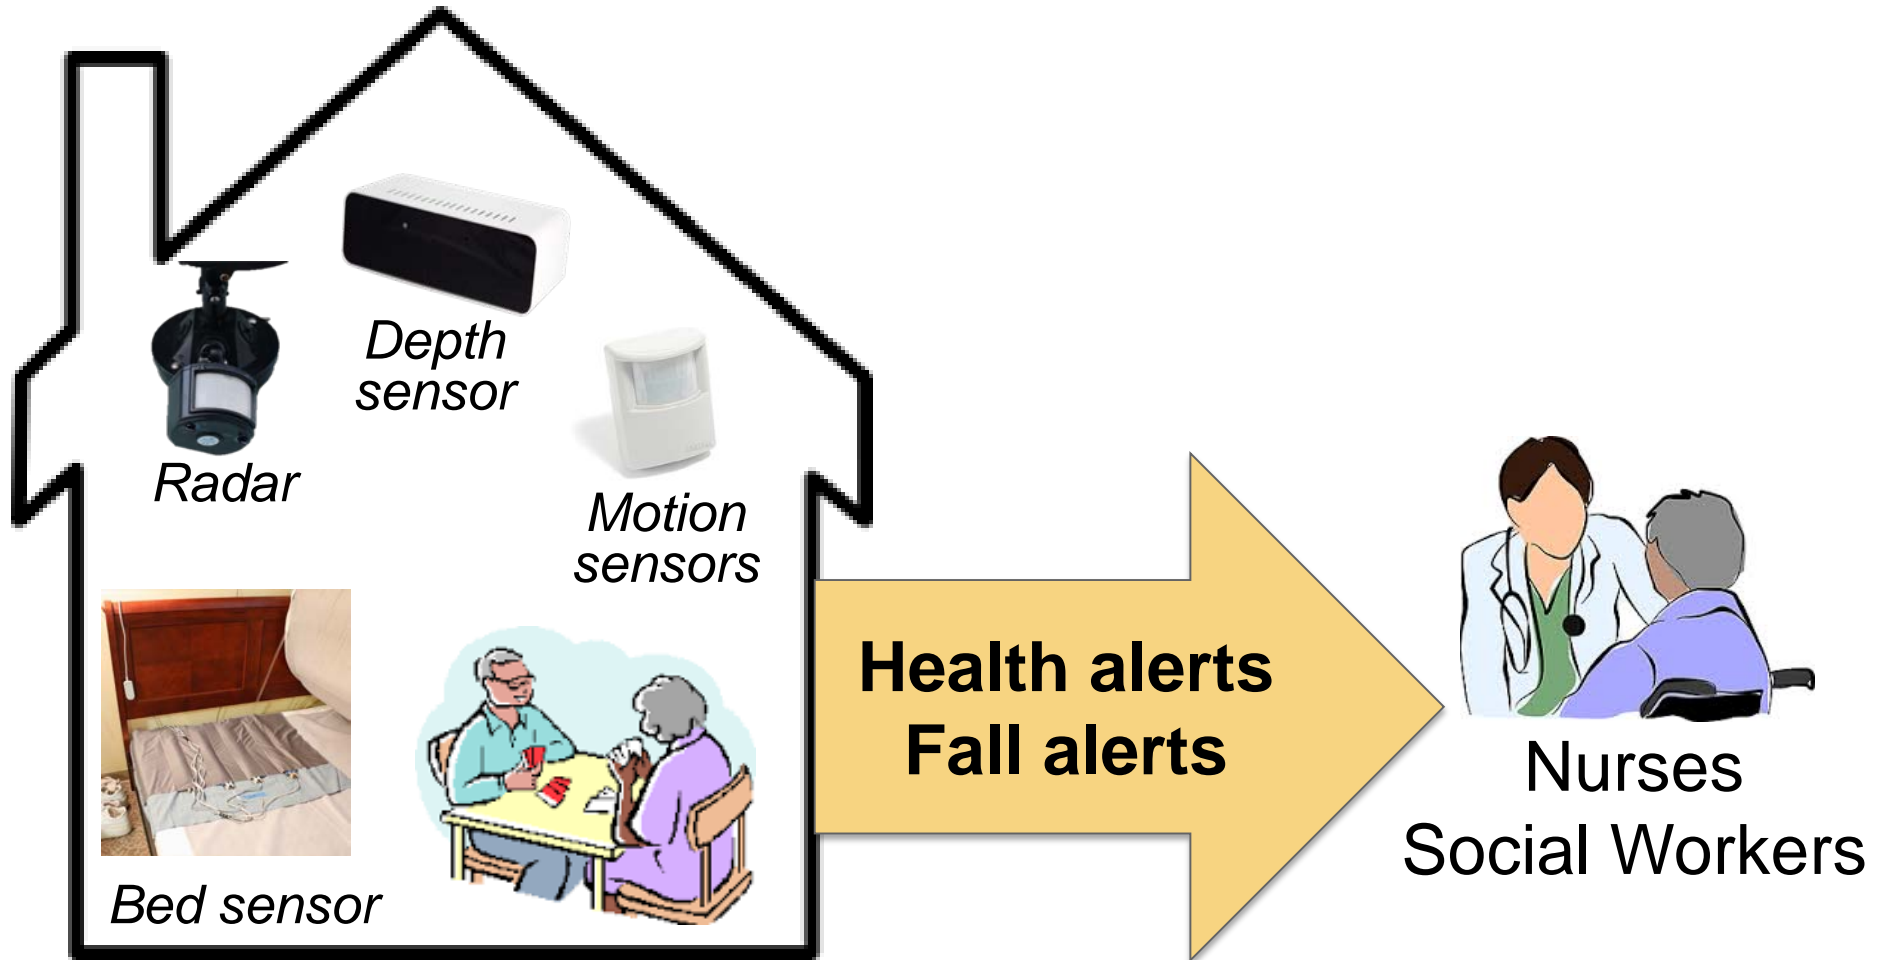 Depth
sensor
Radar
Motion
sensors
Bed sensor
Health alerts
Fall alerts
Nurses
Social Workers